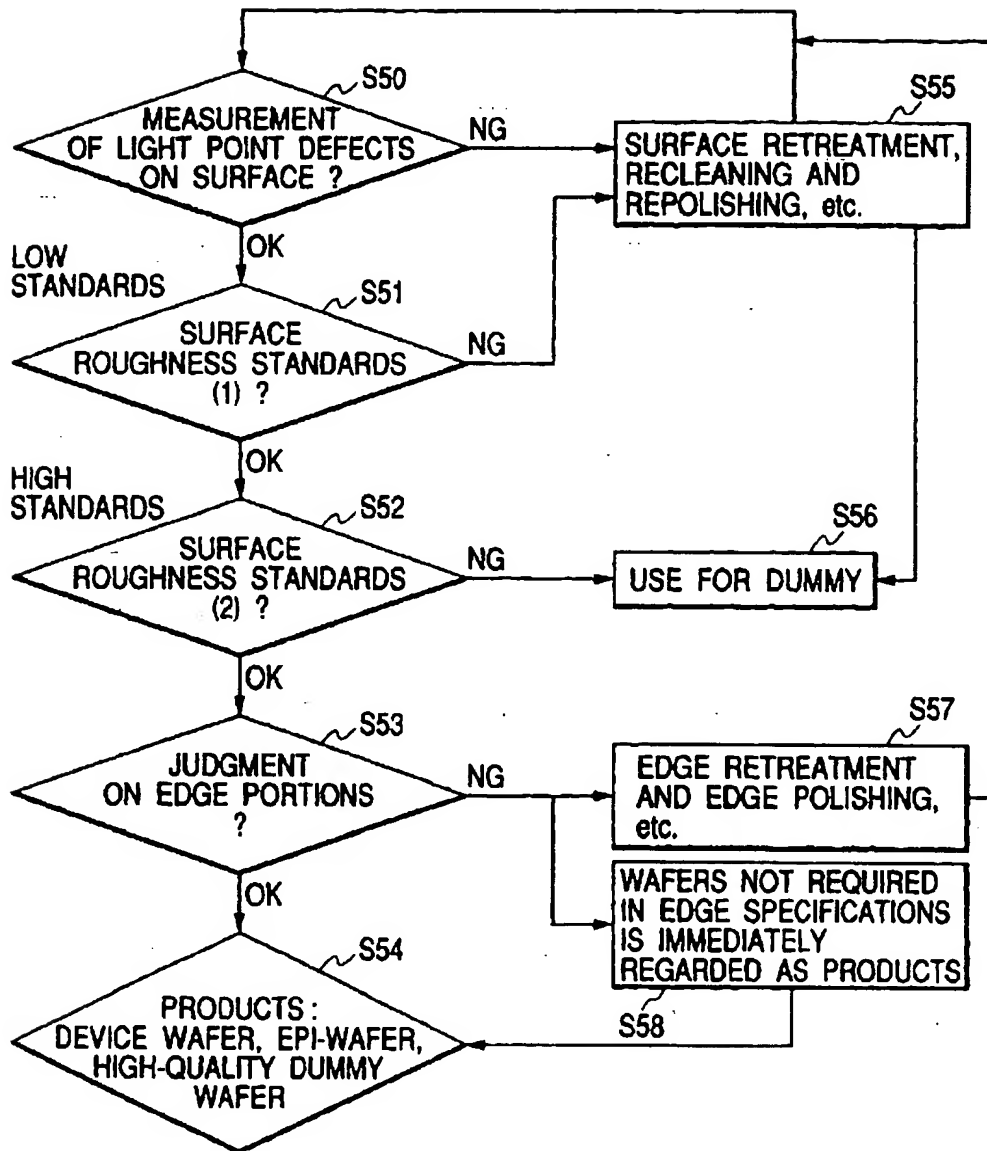 S50
MEASUREMENT
OF LIGHT POINT DEFECTS
ON SURFACE ?
NG
OK
S55
SURFACE RETREATMENT,
RECLEANING AND
REPOLISHING, etc.
LOW
STANDARDS
S51
SURFACE
ROUGHNESS STANDARDS
(1) ?
NG
OK
HIGH
STANDARDS
S52
SURFACE
ROUGHNESS STANDARDS
(2) ?
NG
OK
S56
USE FOR DUMMY
S53
JUDGMENT
ON EDGE PORTIONS
?
NG
OK
S57
EDGE RETREATMENT
AND EDGE POLISHING,
etc.
WAFERS NOT REQUIRED
IN EDGE SPECIFICATIONS
IS IMMEDIATELY
REGARDED AS PRODUCTS
S58
S54
PRODUCTS :
DEVICE WAFER, EPI-WAFER,
HIGH-QUALITY DUMMY
WAFER